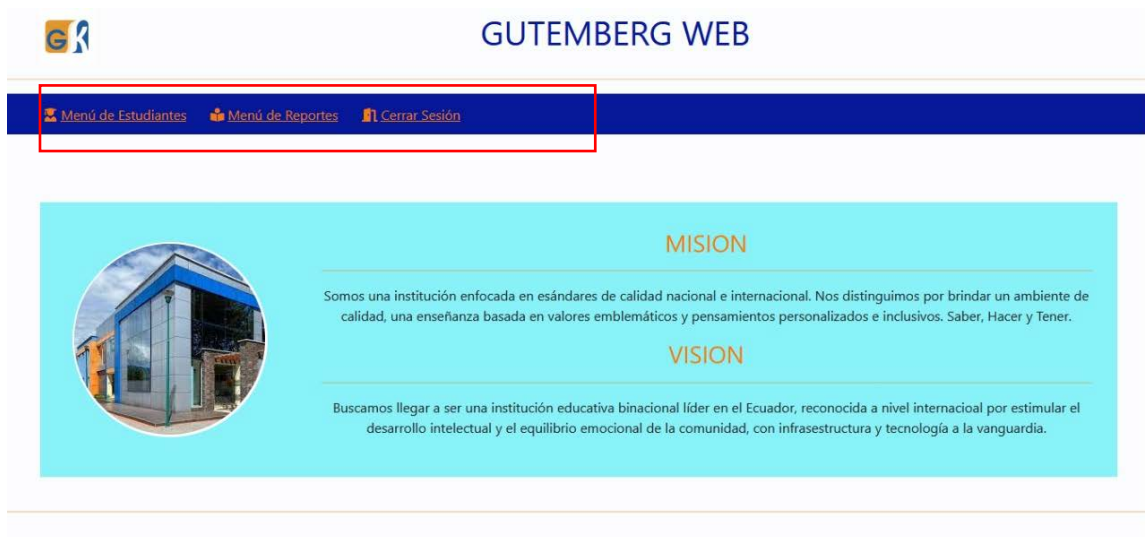 GK
GUTEMBERG WEB
Menú de Estudiantes Menú de Reportes Cerrar Sesión
MISION
Somos una institución enfocada en esándares de calidad nacional e internacional. Nos distinguimos por brindar un ambiente de
calidad, una enseñanza basada en valores emblemáticos y pensamientos personalizados e inclusivos. Saber, Hacer y Tener.
VISION
Buscamos llegar a ser una institución educativa binacional líder en el Ecuador, reconocida a nivel internacioal por estimular el
desarrollo intelectual y el equilibrio emocional de la comunidad, con infrasestructura y tecnología a la vanguardia.